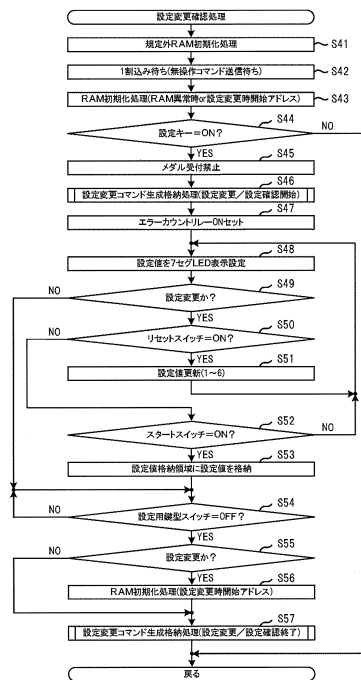 設定変更確認処理
規定外RAM初期化処理
S41
1割込み待ち(無操作コマンド送信待ち)
S42
RAM初期化処理(RAM異常時or設定変更時開始アドレス)
S43
S44
設定キー=ON?
NO
YES
S45
メダル受付禁止
S46
設定変更コマンド生成格納処理(設定変更/設定確認開始)
S47
エラーカウントリレーONセット
S48
設定値を7セグLED表示設定
S49
NO
設定変更か?
YES
S50
NO
リセットスイッチ=ON?
YES
S51
設定値更新(1~6)
S52
スタートスイッチ=ON?
NO
YES
S53
設定値格納領域に設定値を格納
S54
NO
設定用鍵型スイッチ=OFF?
YES
S55
NO
設定変更か?
YES
S56
RAM初期化処理(設定変更時開始アドレス)
S57
設定変更コマンド生成格納処理(設定変更/設定確認終了)
戻る